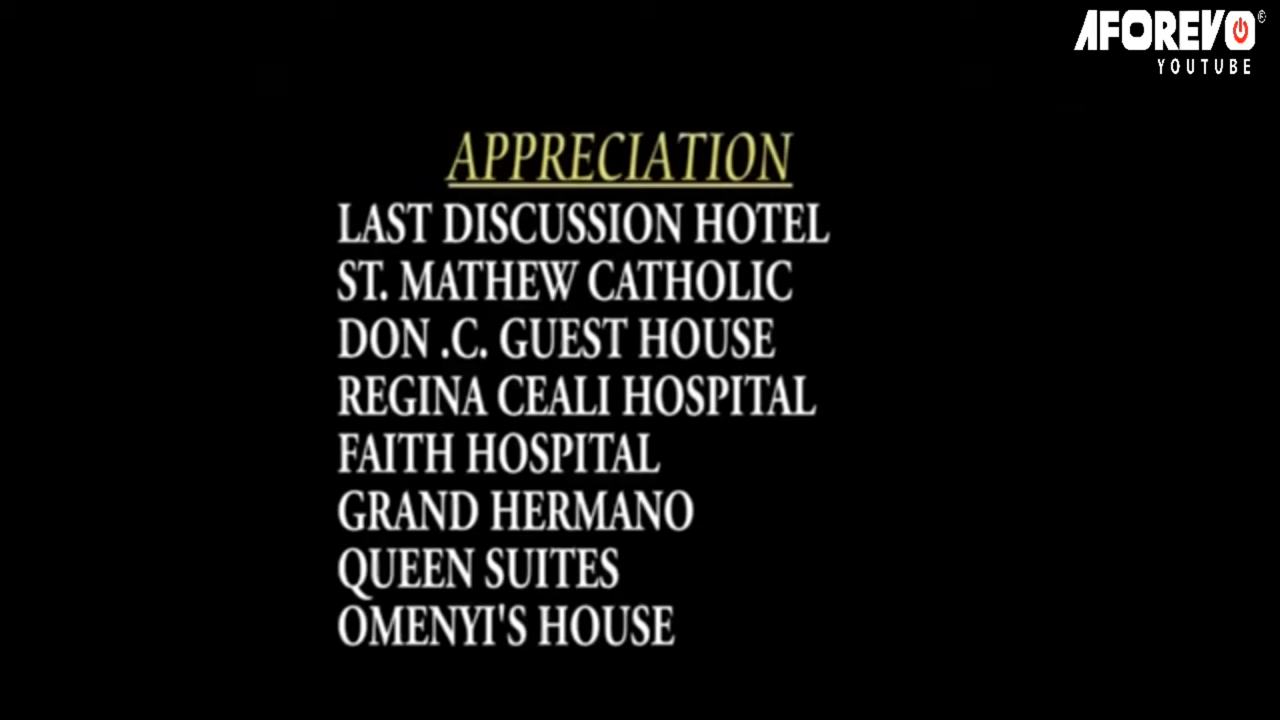 AFOREVO®
YOUTUBE
APPRECIATION
LAST DISCUSSION HOTEL
ST. MATHEW CATHOLIC
DON .C. GUEST HOUSE
REGINA CEALI HOSPITAL
FAITH HOSPITAL
GRAND HERMANO
QUEEN SUITES
OMENYI'S HOUSE